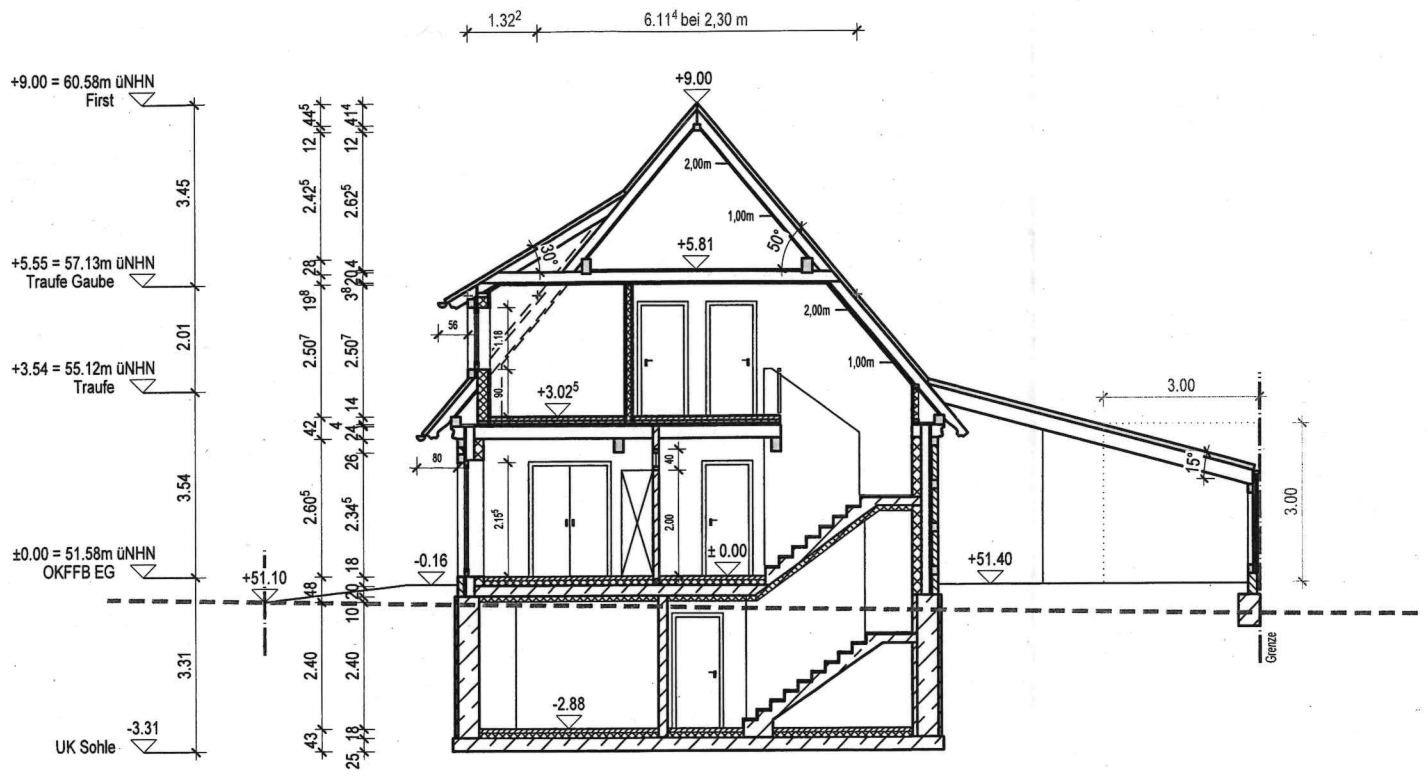 1.32² 6.11⁴ bei 2,30 m
+9.00 = 60.58m üNHN
First
+9.00
44⁵ 41⁴
12 12
3.45 2.42⁵ 2.62⁵
2,00m
1,00m
30° 50°
+5.81
+5.55 = 57.13m üNHN
Traufe Gaube
28 4
20
19⁸ 3⁸
2.01 2.50⁷ 2.50⁷
56 1.18
2,00m
1,00m
+3.54 = 55.12m üNHN
Traufe
90 +3.02⁵
3.00
42 14
4
24
26
80 40
15°
3.54 2.60⁵ 2.34⁵
2.15⁵ 2.00
3.00
±0.00 = 51.58m üNHN
OKFFB EG
+51.10 -0.16 ± 0.00 +51.40
48 18
10
3.31 2.40 2.40
Grenze
-2.88
-3.31
UK Sohle
43 18
25